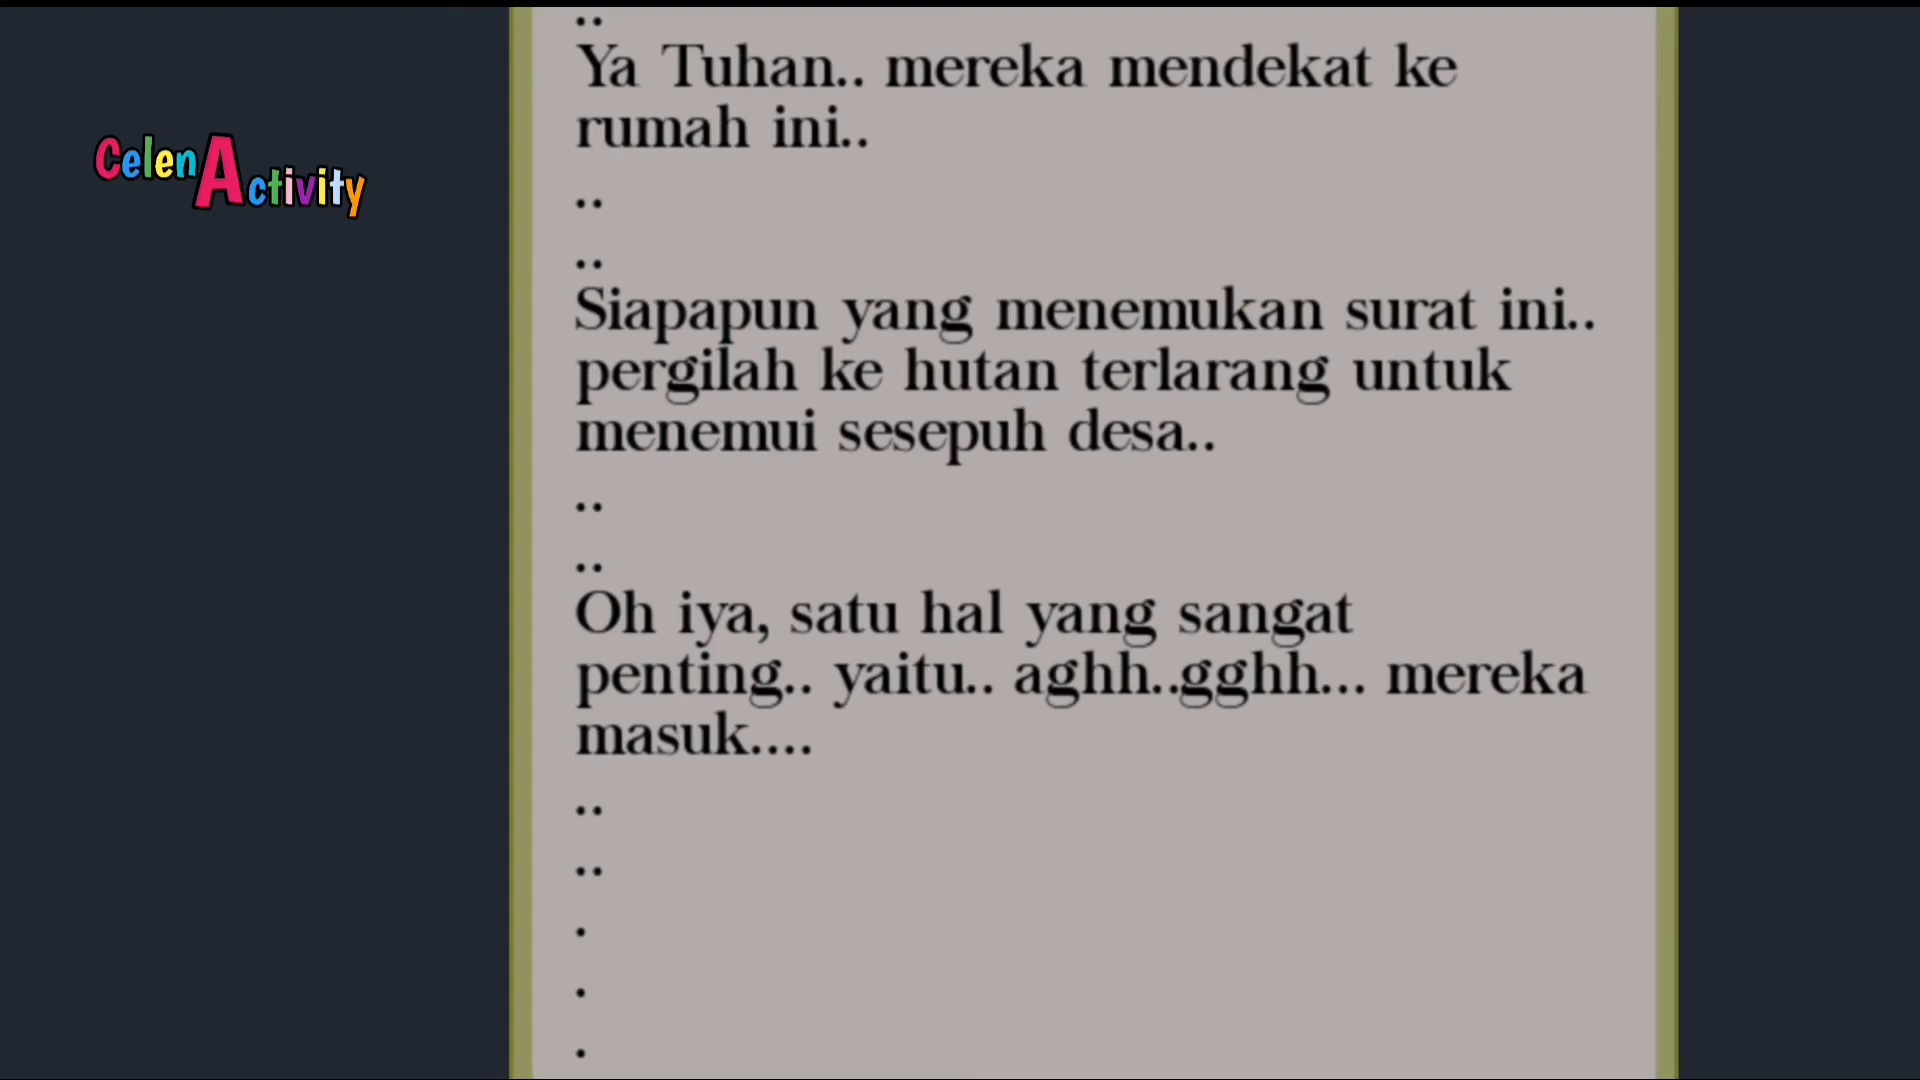 ..
Ya Tuhan.. mereka mendekat ke
rumah ini..
..
..
Siapapun yang menemukan surat ini..
pergilah ke hutan terlarang untuk
menemui sesepuh desa..
..
..
Oh iya, satu hal yang sangat
penting.. yaitu.. aghh..gghh... mereka
masuk....
..
..
.
.
.
CelenActivity